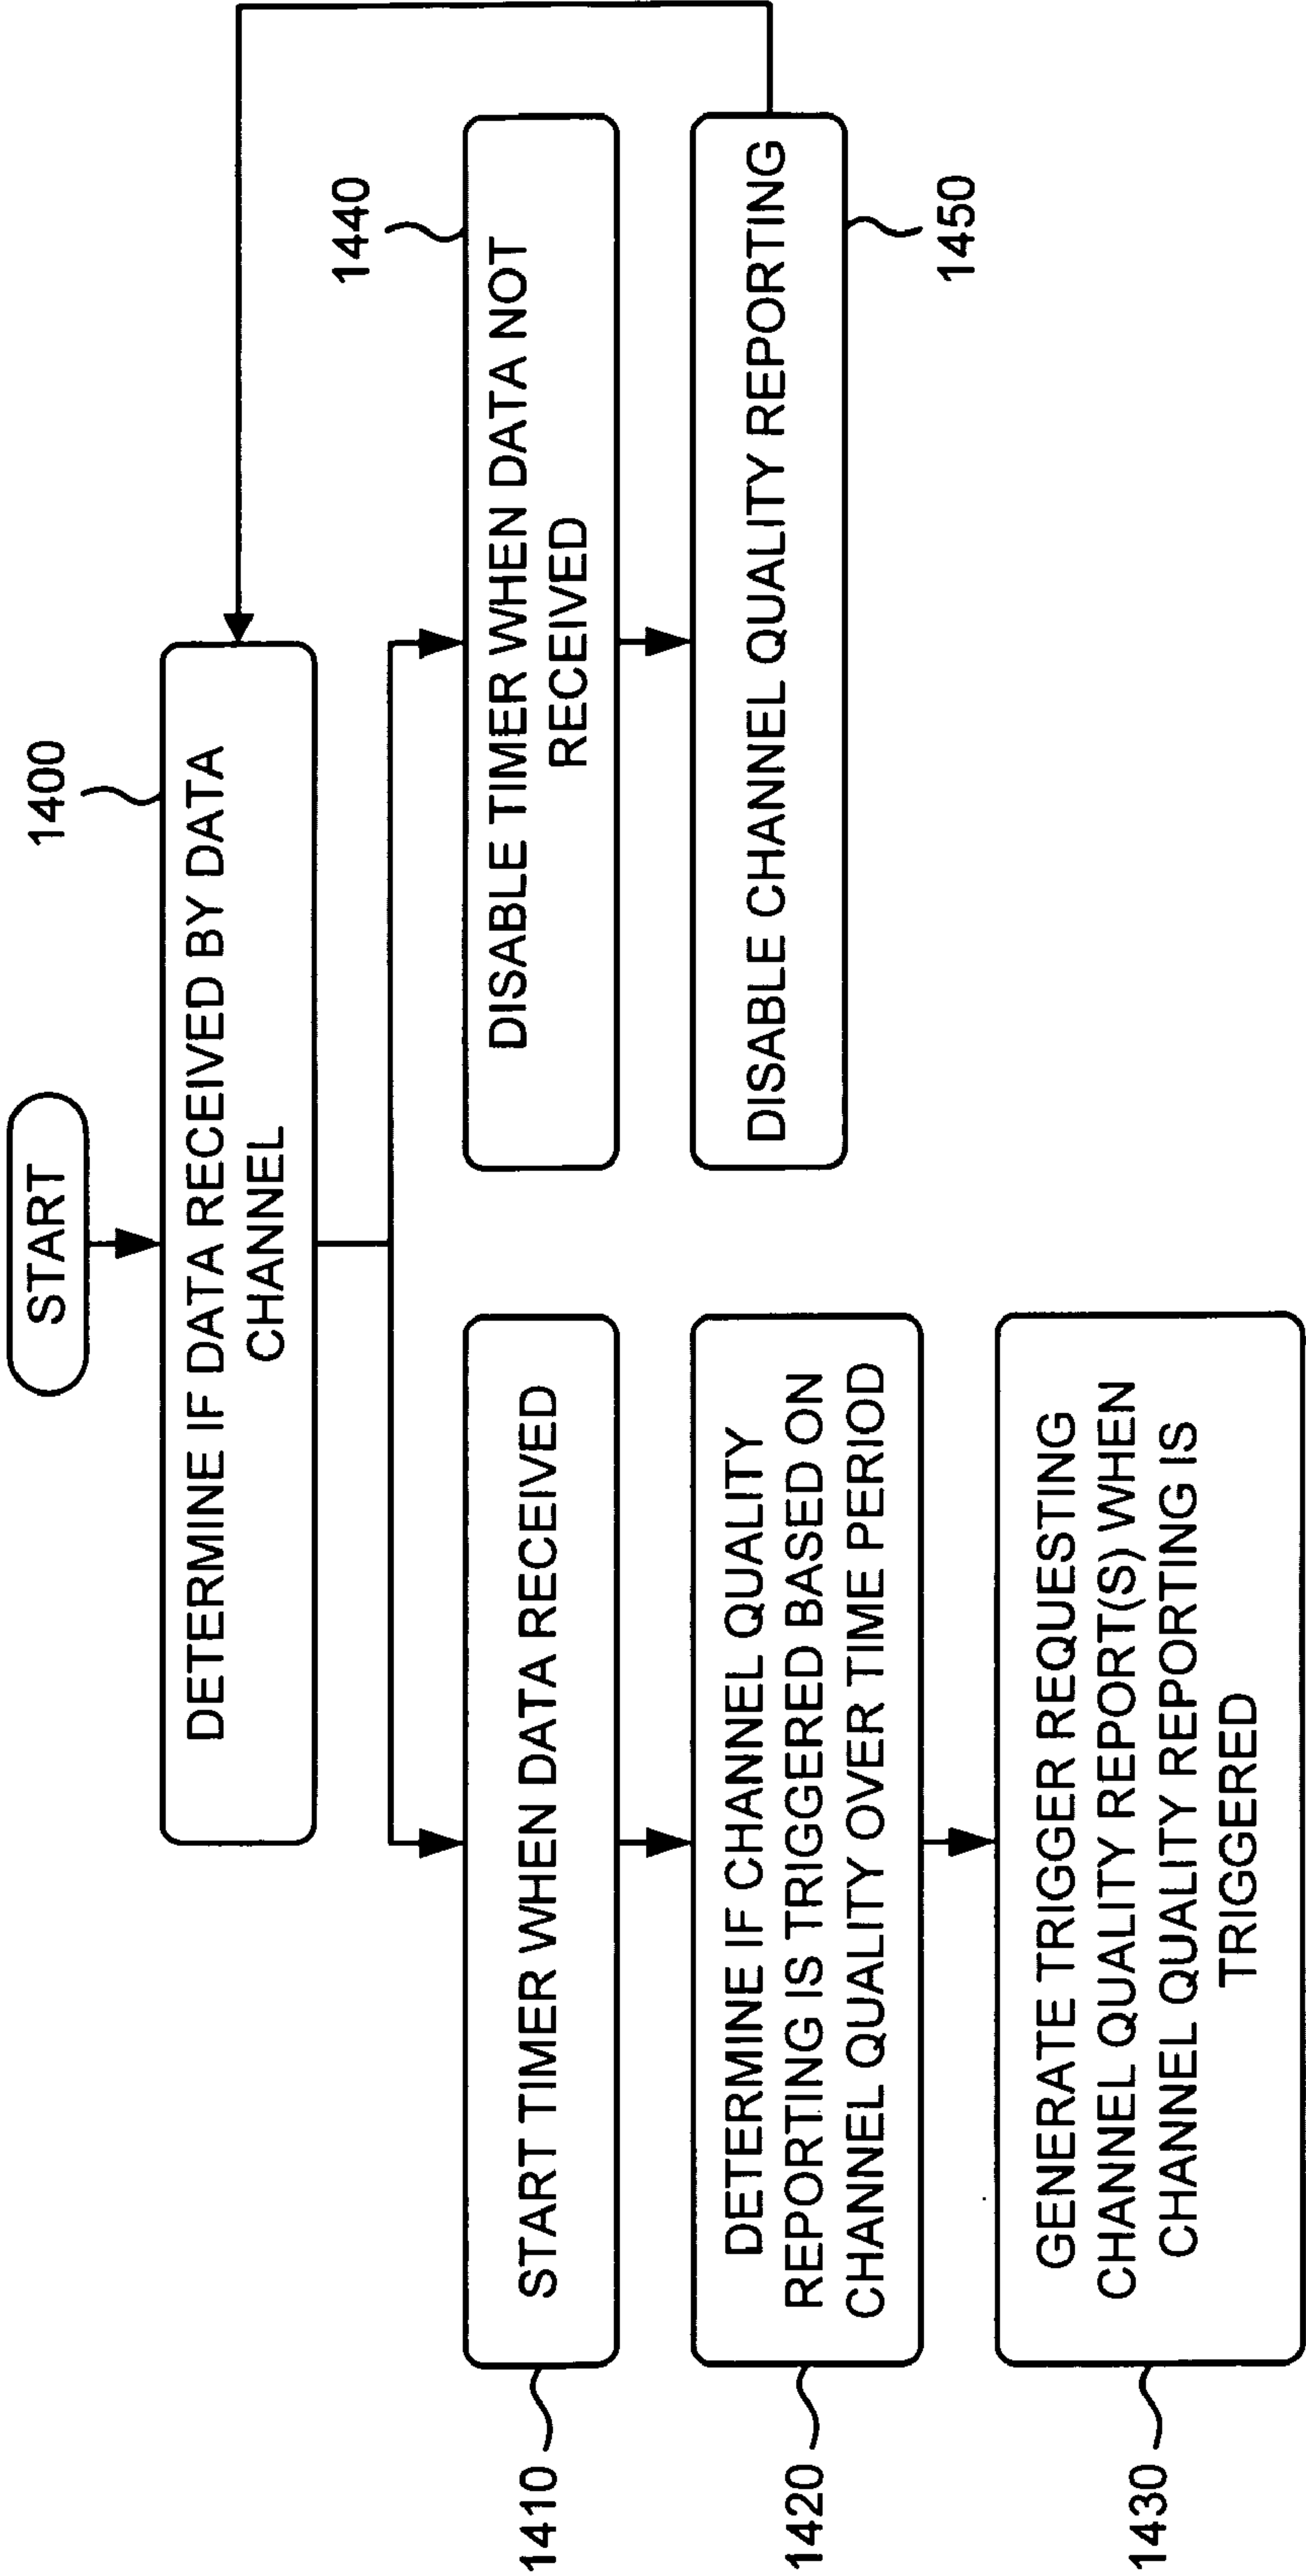 START
1400
DETERMINE IF DATA RECEIVED BY DATA
CHANNEL
1410
START TIMER WHEN DATA RECEIVED
1420
DETERMINE IF CHANNEL QUALITY
REPORTING IS TRIGGERED BASED ON
CHANNEL QUALITY OVER TIME PERIOD
1430
GENERATE TRIGGER REQUESTING
CHANNEL QUALITY REPORT(S) WHEN
CHANNEL QUALITY REPORTING IS
TRIGGERED
1440
DISABLE TIMER WHEN DATA NOT
RECEIVED
DISABLE CHANNEL QUALITY REPORTING
1450